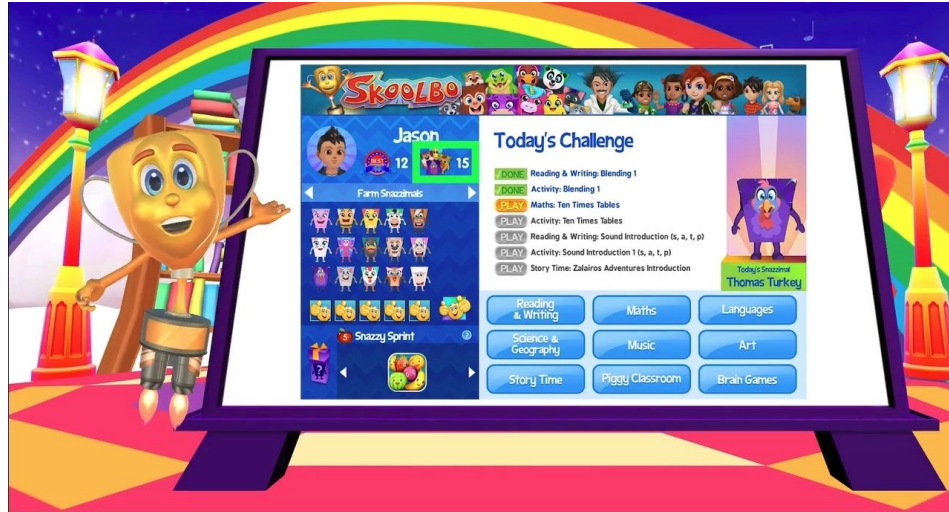 SKOOLBO
Jason
BEST
12
15
Farm Snazzimals
5
Snazzy Sprint
?
Today's Challenge
DONE Reading & Writing: Blending 1
DONE Activity: Blending 1
PLAY Maths: Ten Times Tables
PLAY Activity: Ten Times Tables
PLAY Reading & Writing: Sound Introduction (s, a, t, p)
PLAY Activity: Sound Introduction 1 (s, a, t, p)
PLAY Story Time: Zalairos Adventures Introduction
Today's Snazzimal
Thomas Turkey
Reading
& Writing
Maths
Languages
Science &
Geography
Music
Art
Story Time
Piggy Classroom
Brain Games